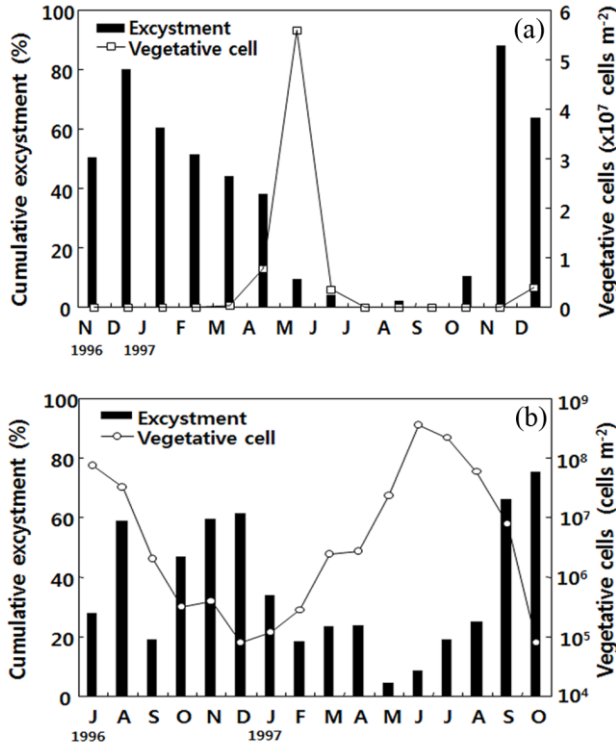 (a)
Excystment
Vegetative cell
Cumulative excystment (%)
100
80
60
40
20
0
Vegetative cells (x10⁷ cells m⁻²)
6
5
4
3
2
1
0
N D J F M A M J J A S O N D
1996 1997
(b)
Excystment
Vegetative cell
Cumulative excystment (%)
100
80
60
40
20
0
Vegetative cells (cells m⁻²)
10⁹
10⁸
10⁷
10⁶
10⁵
10⁴
J A S O N D J F M A M J J A S O
1996 1997